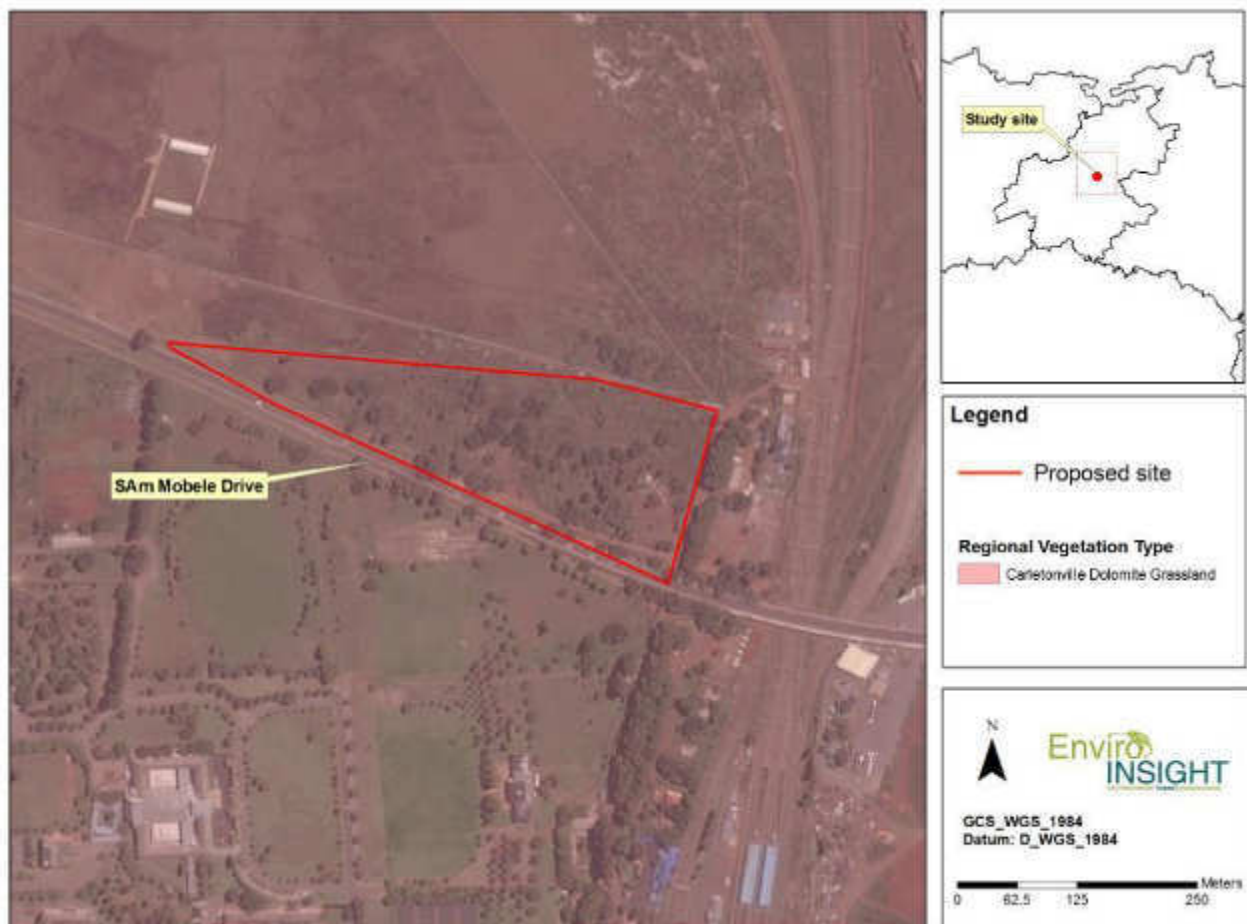 SAm Mobele Drive
Study site
Legend
Proposed site
Regional Vegetation Type
Carletonville Dolomite Grassland
N
Enviro
INSIGHT
GCS_WGS_1984
Datum: D_WGS_1984
Meters
0 62.5 125 250